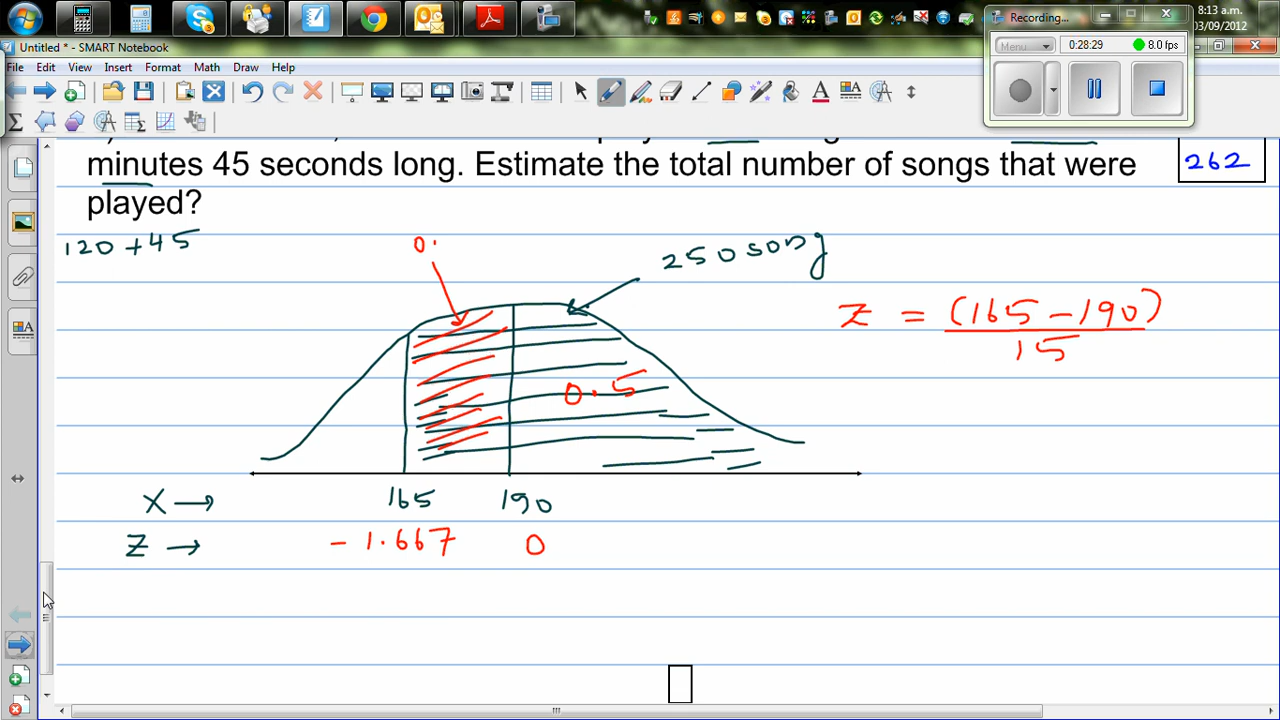 8:13 a.m.
03/09/2012
Recording...
Menu
0:28:29
8.0 fps
Untitled * - SMART Notebook
File Edit View Insert Format Math Draw Help
minutes 45 seconds long. Estimate the total number of songs that were
262
played?
120 + 45
0.
250 song
z = (165 - 190)
15
0.5
X → 165 190
Z → - 1.667 0